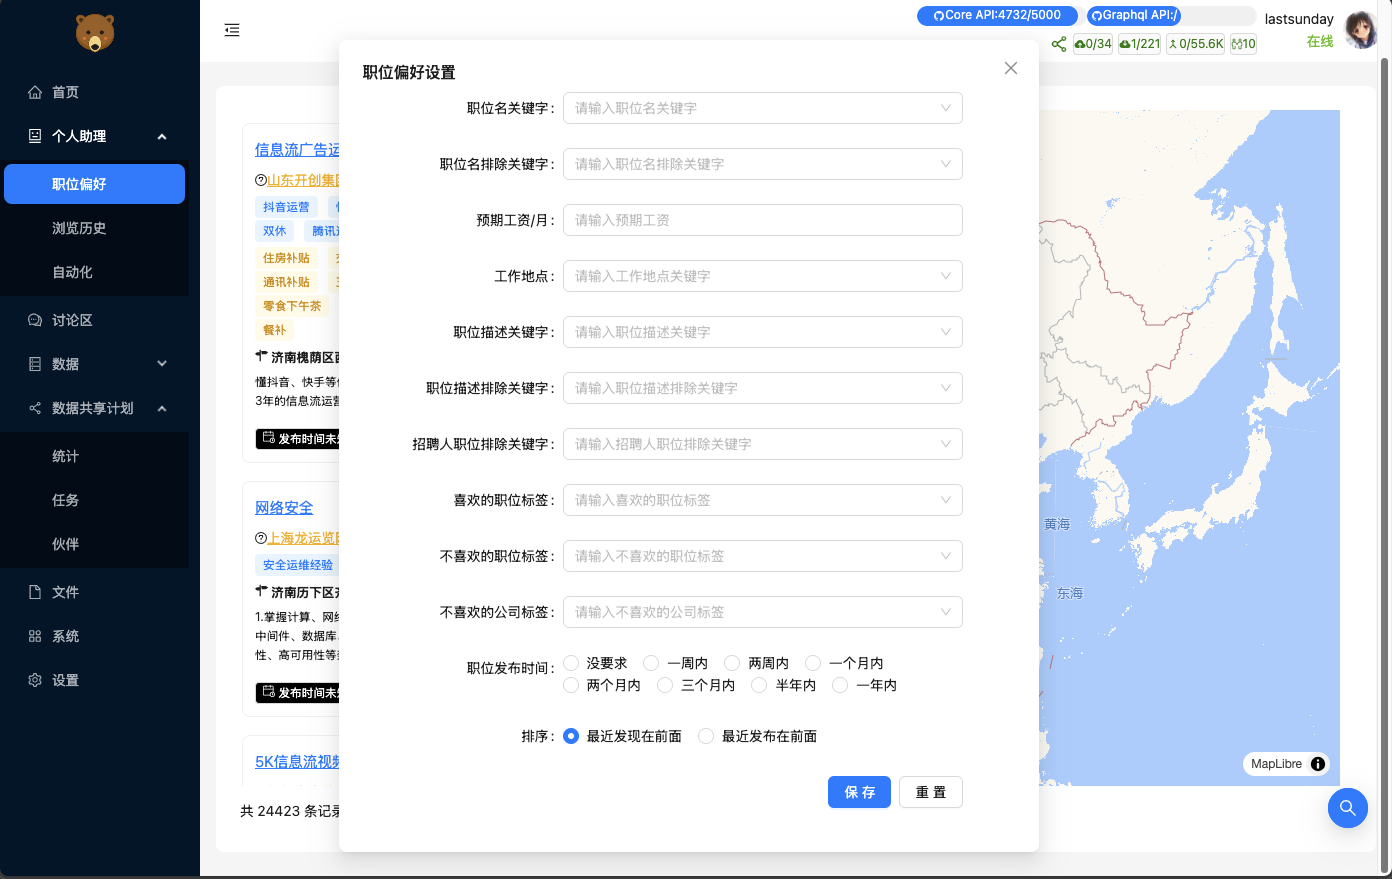 首页
个人助理
职位偏好
浏览历史
自动化
讨论区
数据
数据共享计划
统计
任务
伙伴
文件
系统
设置
Core API:4732/5000
Graphql API:/
lastsunday
在线
0/34
1/221
0/55.6K
10
信息流广告运
山东开创集团
抖音运营
双休
腾讯
住房补贴
通讯补贴
零食下午茶
餐补
济南槐荫区
懂抖音、快手等
3年的信息流运营
发布时间未知
网络安全
上海龙运览
安全运维经验
济南历下区
1.掌握计算、网络
中间件、数据库
性、高可用性等
发布时间未知
5K信息流视频
共 24423 条记录
职位偏好设置
职位名关键字: 请输入职位名关键字
职位名排除关键字: 请输入职位名排除关键字
预期工资/月: 请输入预期工资
工作地点: 请输入工作地点关键字
职位描述关键字: 请输入职位描述关键字
职位描述排除关键字: 请输入职位描述排除关键字
招聘人职位排除关键字: 请输入招聘人职位排除关键字
喜欢的职位标签: 请输入喜欢的职位标签
不喜欢的职位标签: 请输入不喜欢的职位标签
不喜欢的公司标签: 请输入不喜欢的公司标签
职位发布时间: 没要求 一周内 两周内 一个月内
两个月内 三个月内 半年内 一年内
排序: 最近发现在前面 最近发布在前面
保 存 重 置
黄海
东海
MapLibre